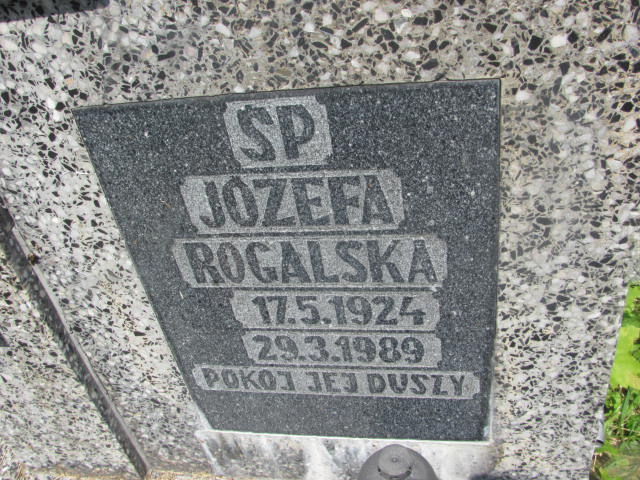 SP
JÓZEFA
ROGALSKA
17.5.1924
29.3.1989
POKÓJ JEJ DUSZY